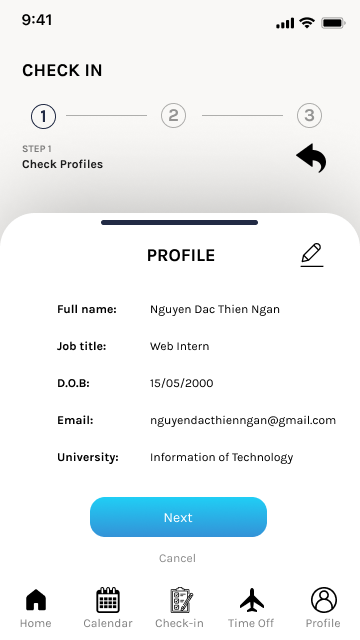 9:41
CHECK IN
1 2 3
STEP 1
Check Profiles
PROFILE
Full name: Nguyen Dac Thien Ngan
Job title: Web Intern
D.O.B: 15/05/2000
Email: nguyendacthienngan@gmail.com
University: Information of Technology
Next
Cancel
Home Calendar Check-in Time Off Profile